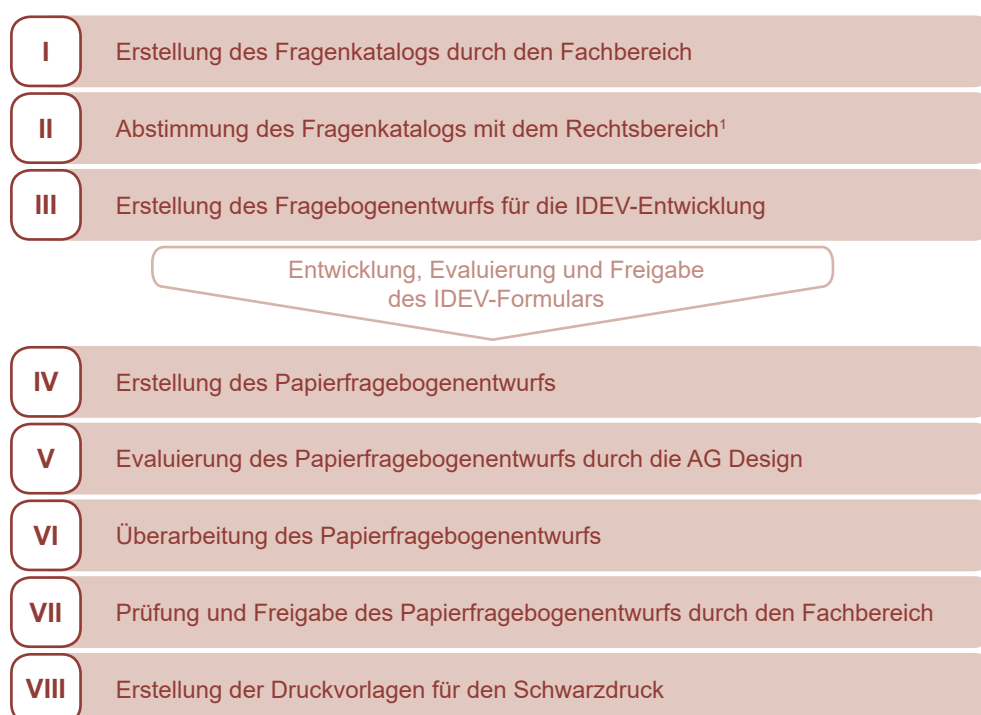 I Erstellung des Fragenkatalogs durch den Fachbereich
II Abstimmung des Fragenkatalogs mit dem Rechtsbereich¹
III Erstellung des Fragebogenentwurfs für die IDEV-Entwicklung
Entwicklung, Evaluierung und Freigabe
des IDEV-Formulars
IV Erstellung des Papierfragebogenentwurfs
V Evaluierung des Papierfragebogenentwurfs durch die AG Design
VI Überarbeitung des Papierfragebogenentwurfs
VII Prüfung und Freigabe des Papierfragebogenentwurfs durch den Fachbereich
VIII Erstellung der Druckvorlagen für den Schwarzdruck